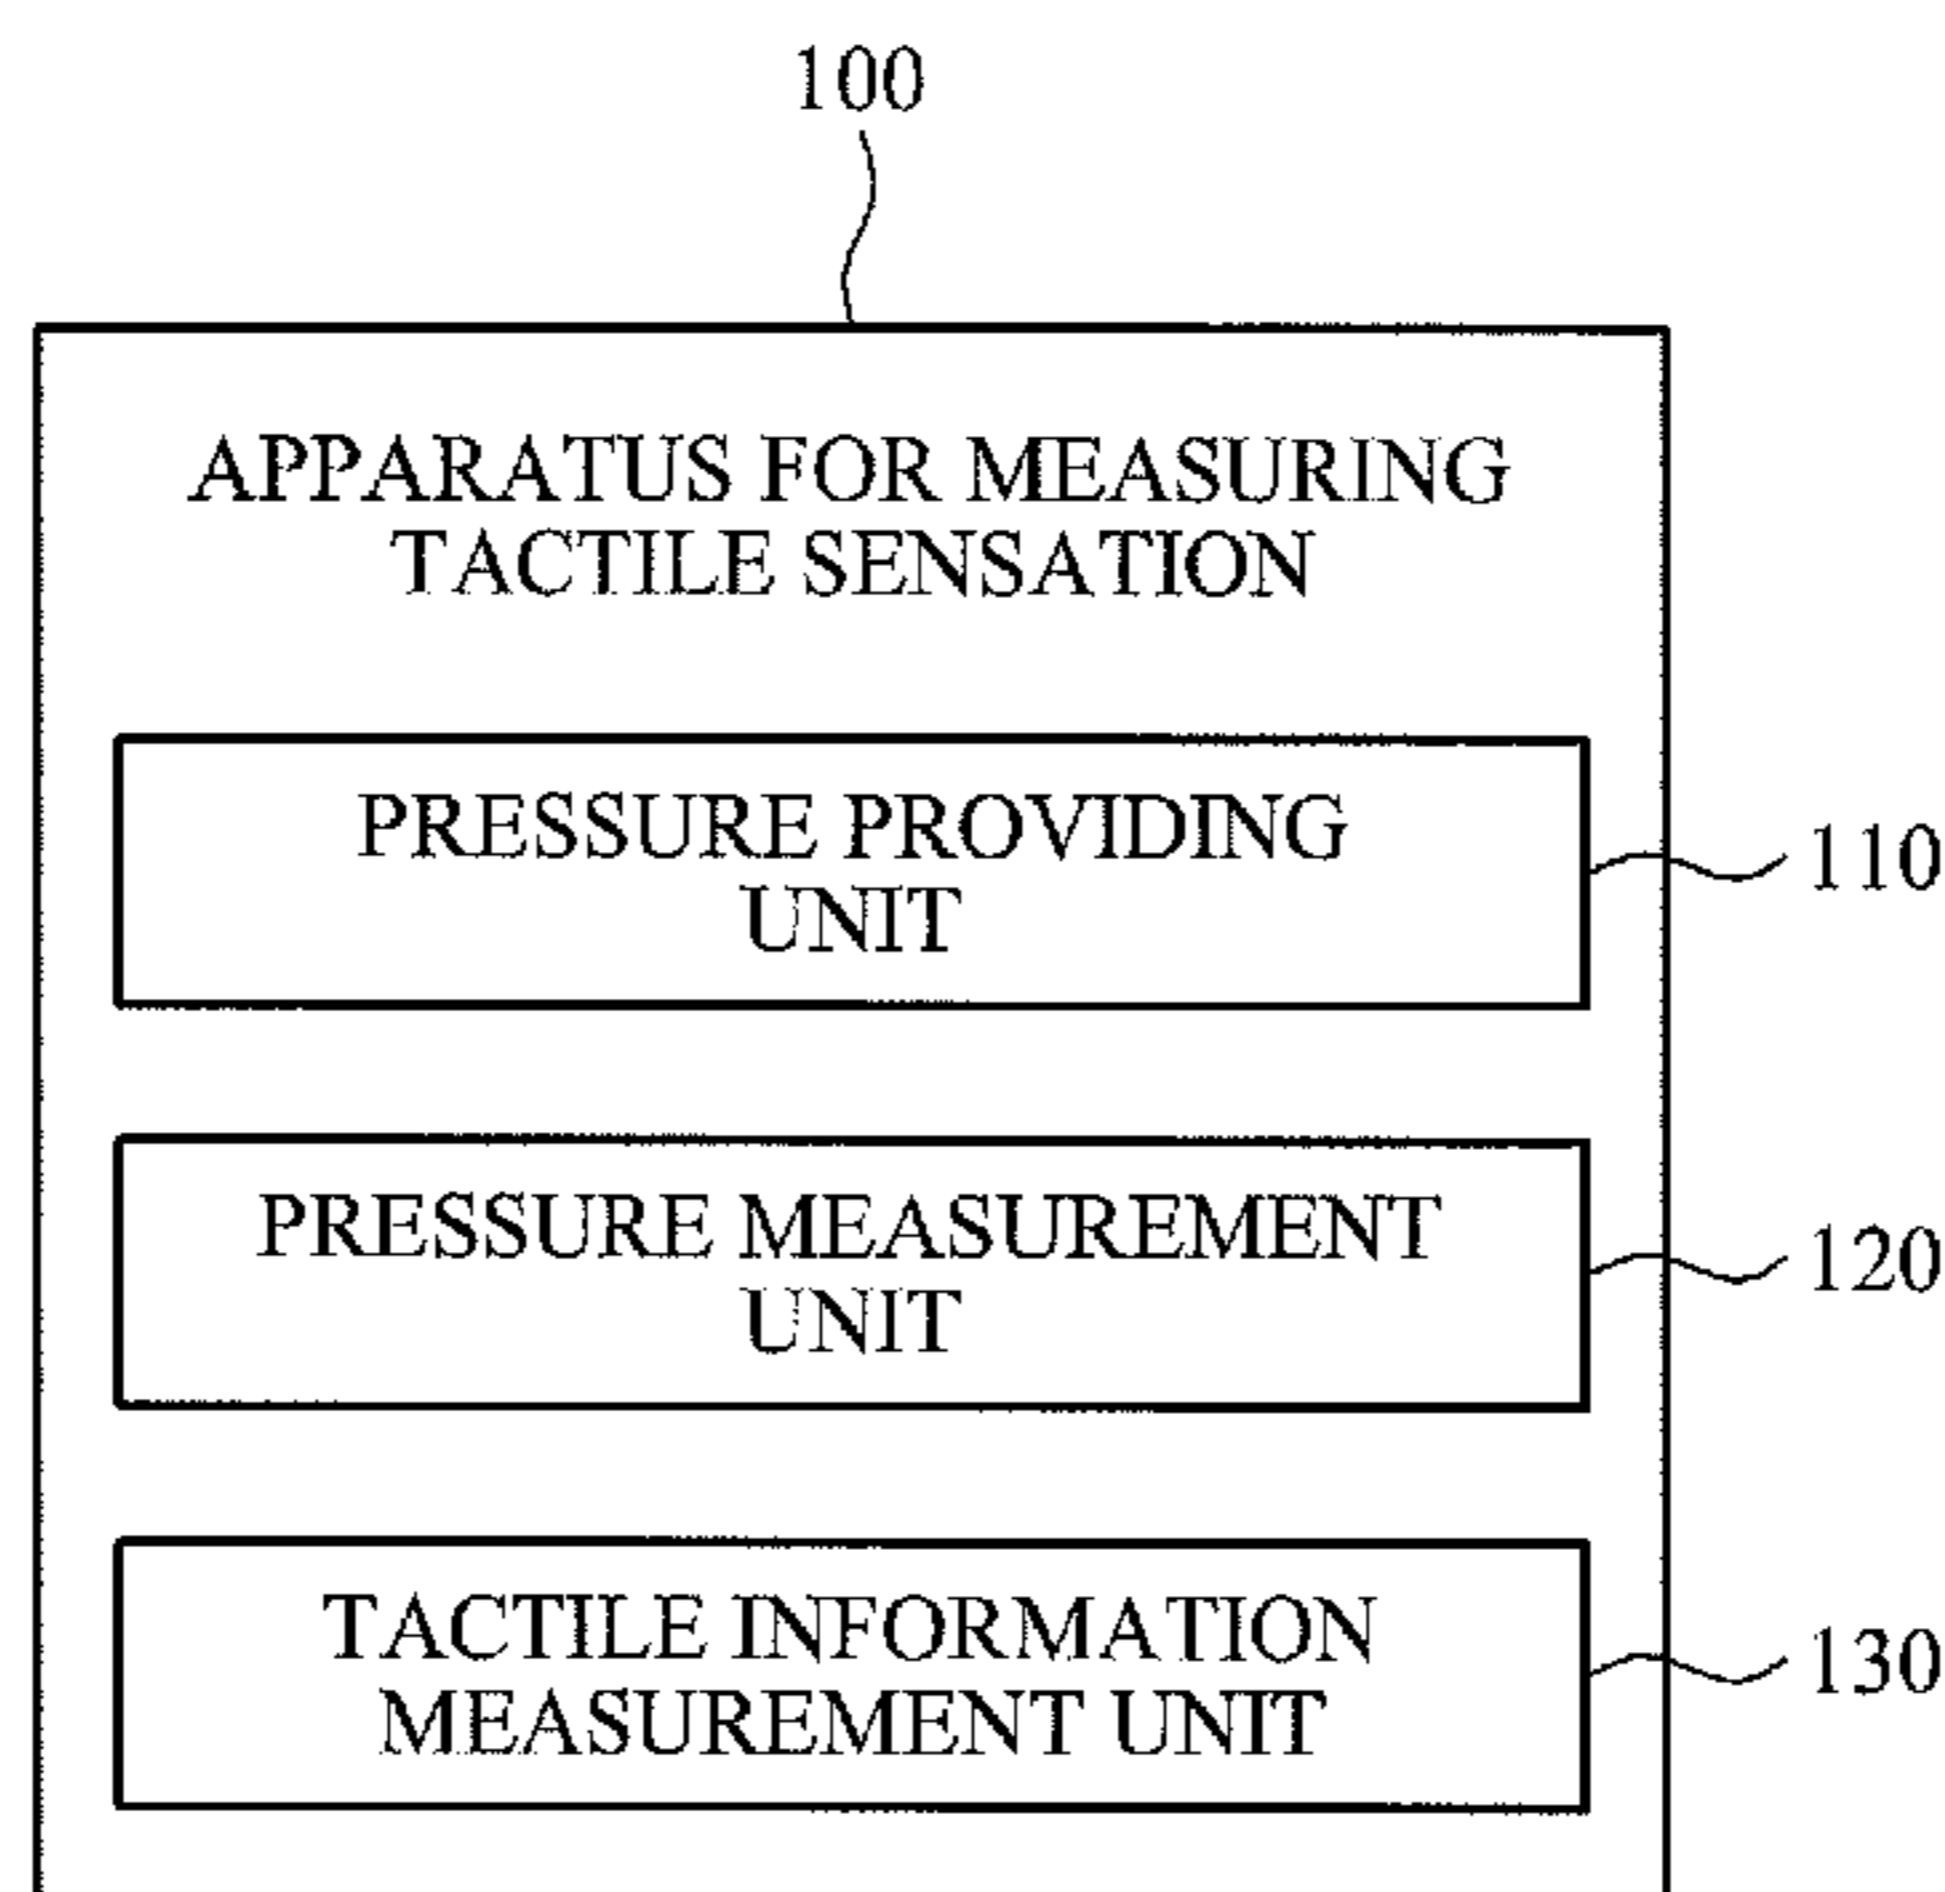 100
APPARATUS FOR MEASURING
TACTILE SENSATION
PRESSURE PROVIDING
UNIT
110
PRESSURE MEASUREMENT
UNIT
120
TACTILE INFORMATION
MEASUREMENT UNIT
130